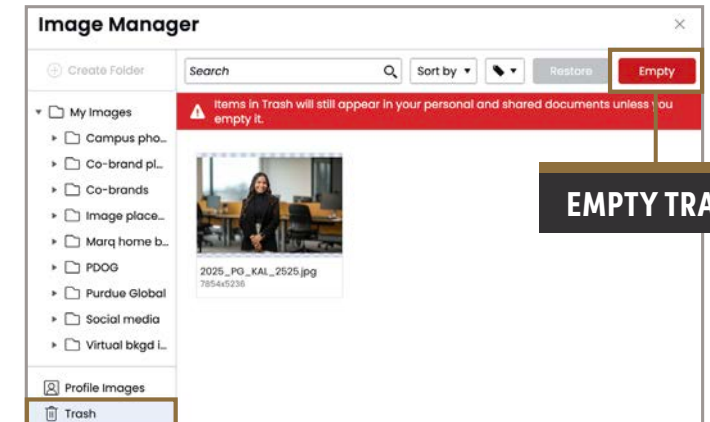 Image Manager
Create Folder
Search
Sort by
Restore
Empty
Items in Trash will still appear in your personal and shared documents unless you
empty it.
My Images
Campus pho...
Co-brand pl...
Co-brands
Image place...
Marq home b...
PDOG
Purdue Global
Social media
Virtual bkgd i...
2025_PG_KAL_2525.jpg
7854x5236
EMPTY TRA
Profile Images
Trash